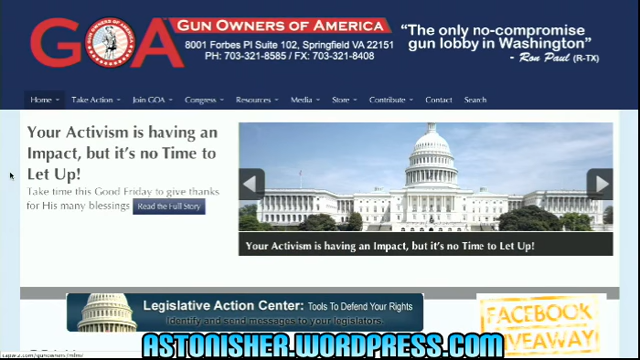 GUN OWNERS OF AMERICA
GOA
GUN OWNERS OF AMERICA
8001 Forbes Pl Suite 102, Springfield VA 22151
PH: 703-321-8585 / FX: 703-321-8408
"The only no-compromise
gun lobby in Washington"
- Ron Paul (R-TX)
Home Take Action Join GOA Congress Resources Media Store Contribute Contact Search
Your Activism is having an
Impact, but it's no Time to
Let Up!
Take time this Good Friday to give thanks
for His many blessings
Read the Full Story
Your Activism is having an Impact, but it's no Time to Let Up!
Legislative Action Center: Tools To Defend Your Rights
Identify and send messages to your legislators.
FACEBOOK
GIVEAWAY
ASTONISHER.WORDPRESS.COM